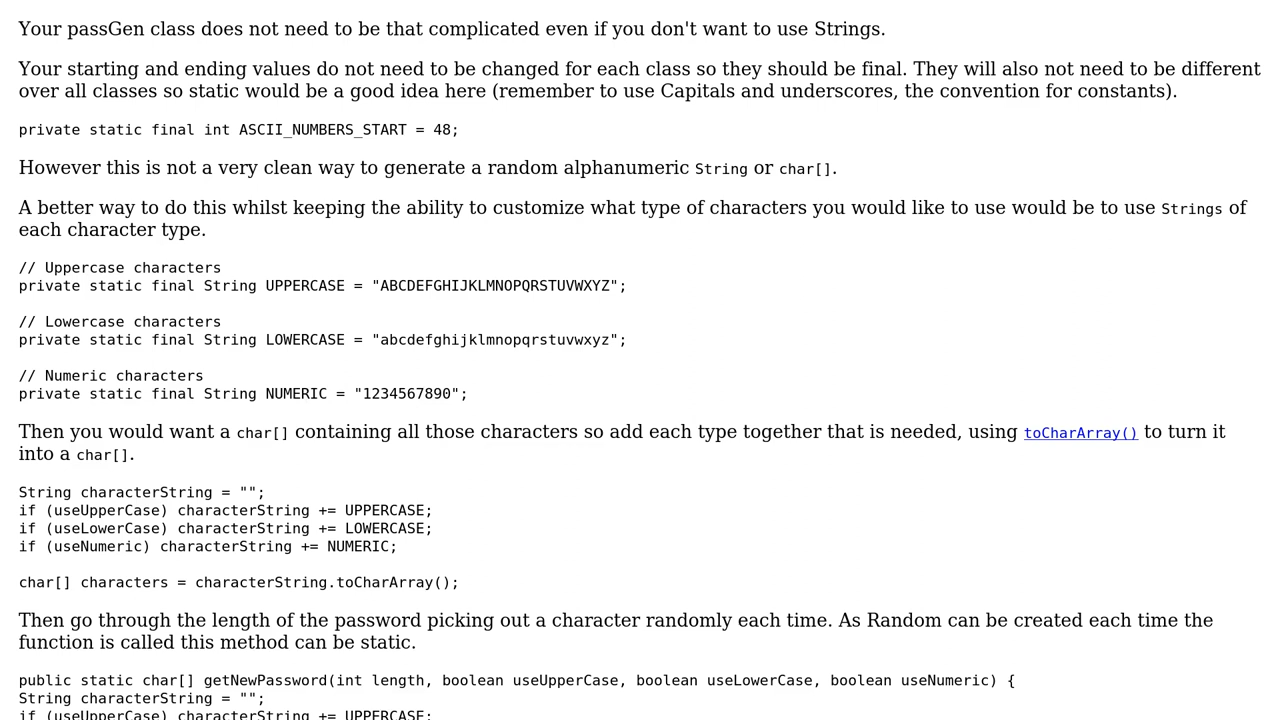 Your passGen class does not need to be that complicated even if you don't want to use Strings.
Your starting and ending values do not need to be changed for each class so they should be final. They will also not need to be different
over all classes so static would be a good idea here (remember to use Capitals and underscores, the convention for constants).
private static final int ASCII_NUMBERS_START = 48;
However this is not a very clean way to generate a random alphanumeric String or char[].
A better way to do this whilst keeping the ability to customize what type of characters you would like to use would be to use Strings of
each character type.
// Uppercase characters
private static final String UPPERCASE = "ABCDEFGHIJKLMNOPQRSTUVWXYZ";
// Lowercase characters
private static final String LOWERCASE = "abcdefghijklmnopqrstuvwxyz";
// Numeric characters
private static final String NUMERIC = "1234567890";
Then you would want a char[] containing all those characters so add each type together that is needed, using toCharArray() to turn it
into a char[].
String characterString = "";
if (useUpperCase) characterString += UPPERCASE;
if (useLowerCase) characterString += LOWERCASE;
if (useNumeric) characterString += NUMERIC;
char[] characters = characterString.toCharArray();
Then go through the length of the password picking out a character randomly each time. As Random can be created each time the
function is called this method can be static.
public static char[] getNewPassword(int length, boolean useUpperCase, boolean useLowerCase, boolean useNumeric) {
String characterString = "";
if (useUpperCase) characterString += UPPERCASE;